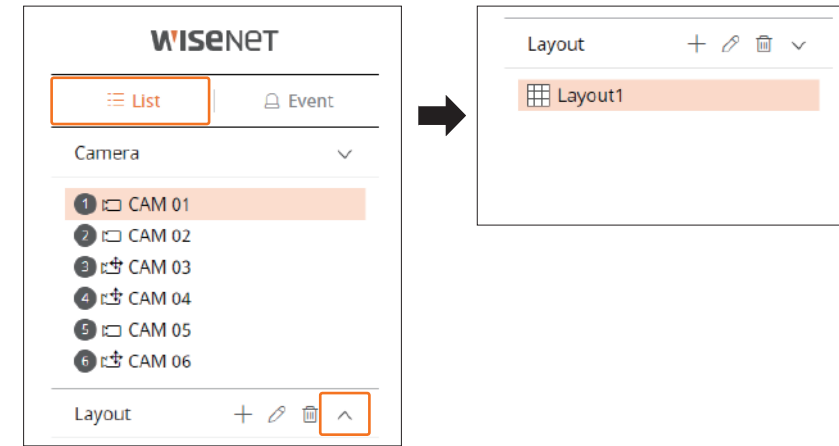 WISENET
List
Event
Camera
1 CAM 01
2 CAM 02
3 CAM 03
4 CAM 04
5 CAM 05
6 CAM 06
Layout
Layout
Layout1